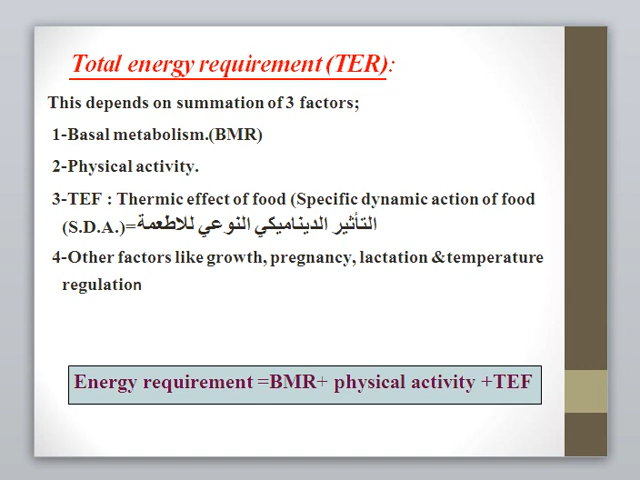 Total energy requirement (TER):
This depends on summation of 3 factors;
1-Basal metabolism.(BMR)
2-Physical activity.
3-TEF : Thermic effect of food (Specific dynamic action of food
(S.D.A.)=التأثير الديناميكي النوعي للاطعمة
4-Other factors like growth, pregnancy, lactation &temperature
regulation
Energy requirement =BMR+ physical activity +TEF